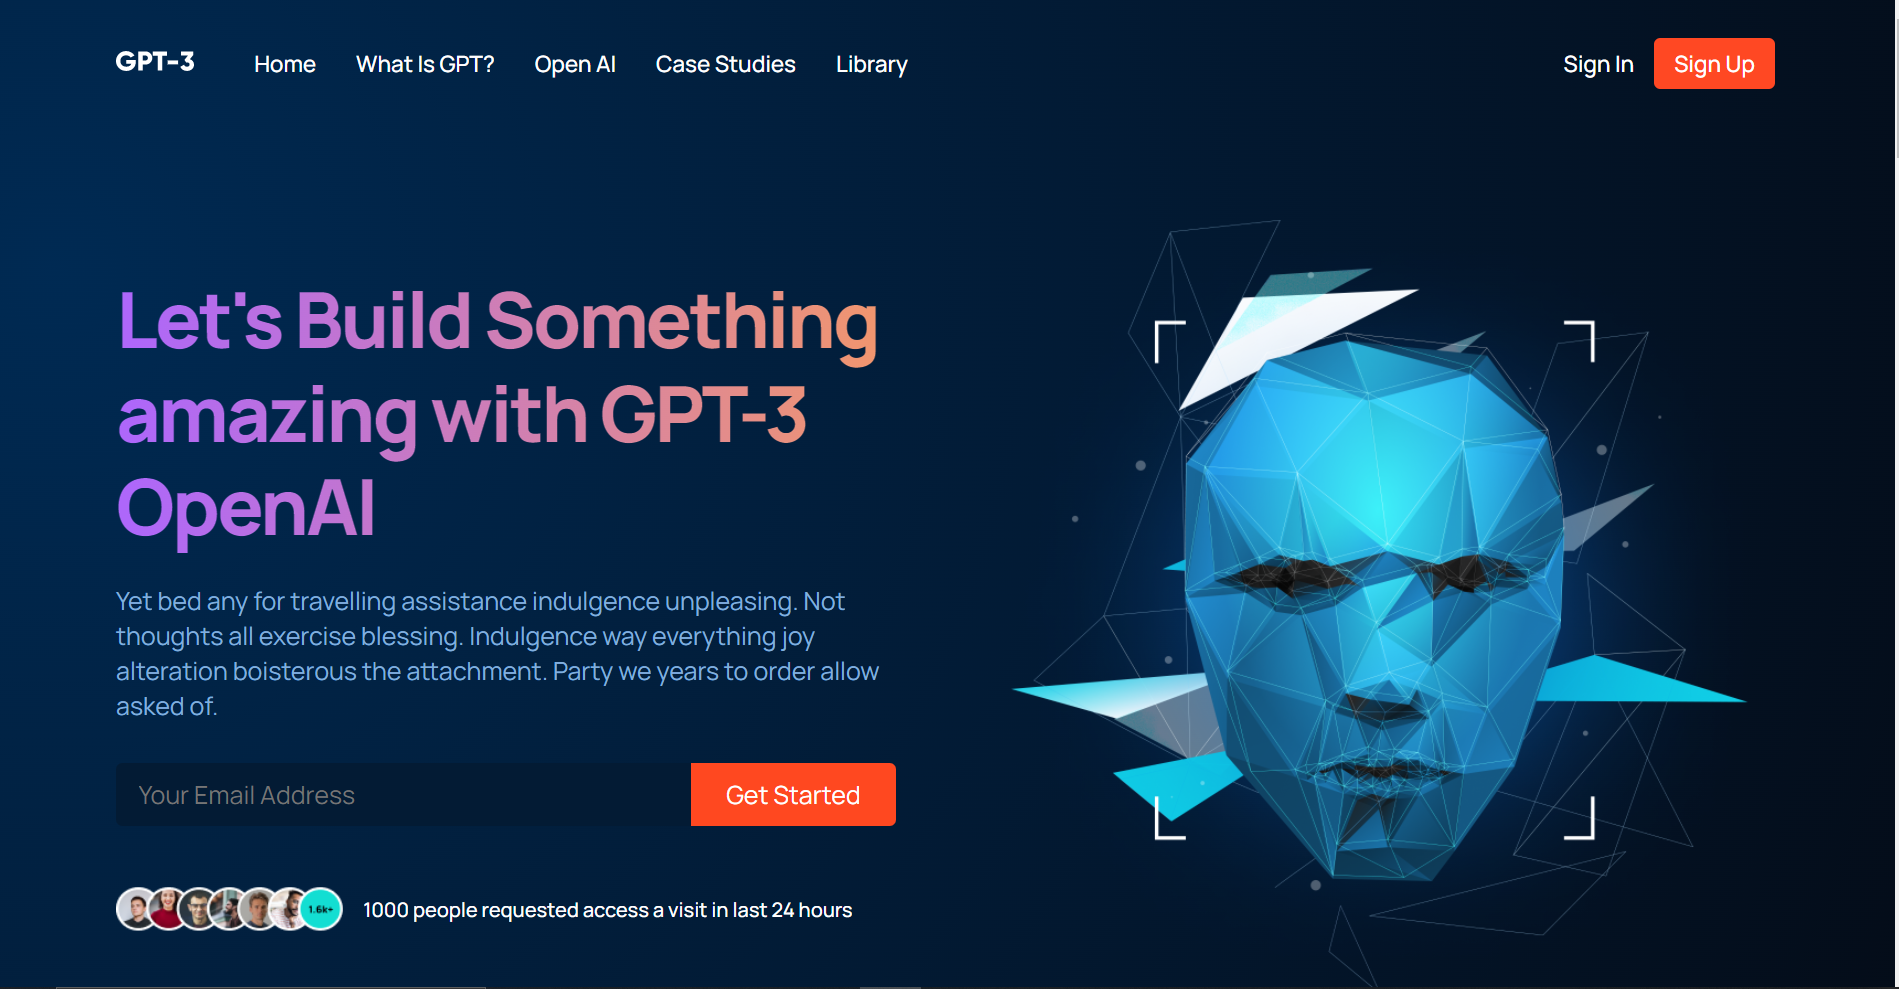 GPT-3
Home
What Is GPT?
Open AI
Case Studies
Library
Sign In
Sign Up
Let's Build Something
amazing with GPT-3
OpenAI
Yet bed any for travelling assistance indulgence unpleasing. Not
thoughts all exercise blessing. Indulgence way everything joy
alteration boisterous the attachment. Party we years to order allow
asked of.
Your Email Address
Get Started
1.6k+
1000 people requested access a visit in last 24 hours